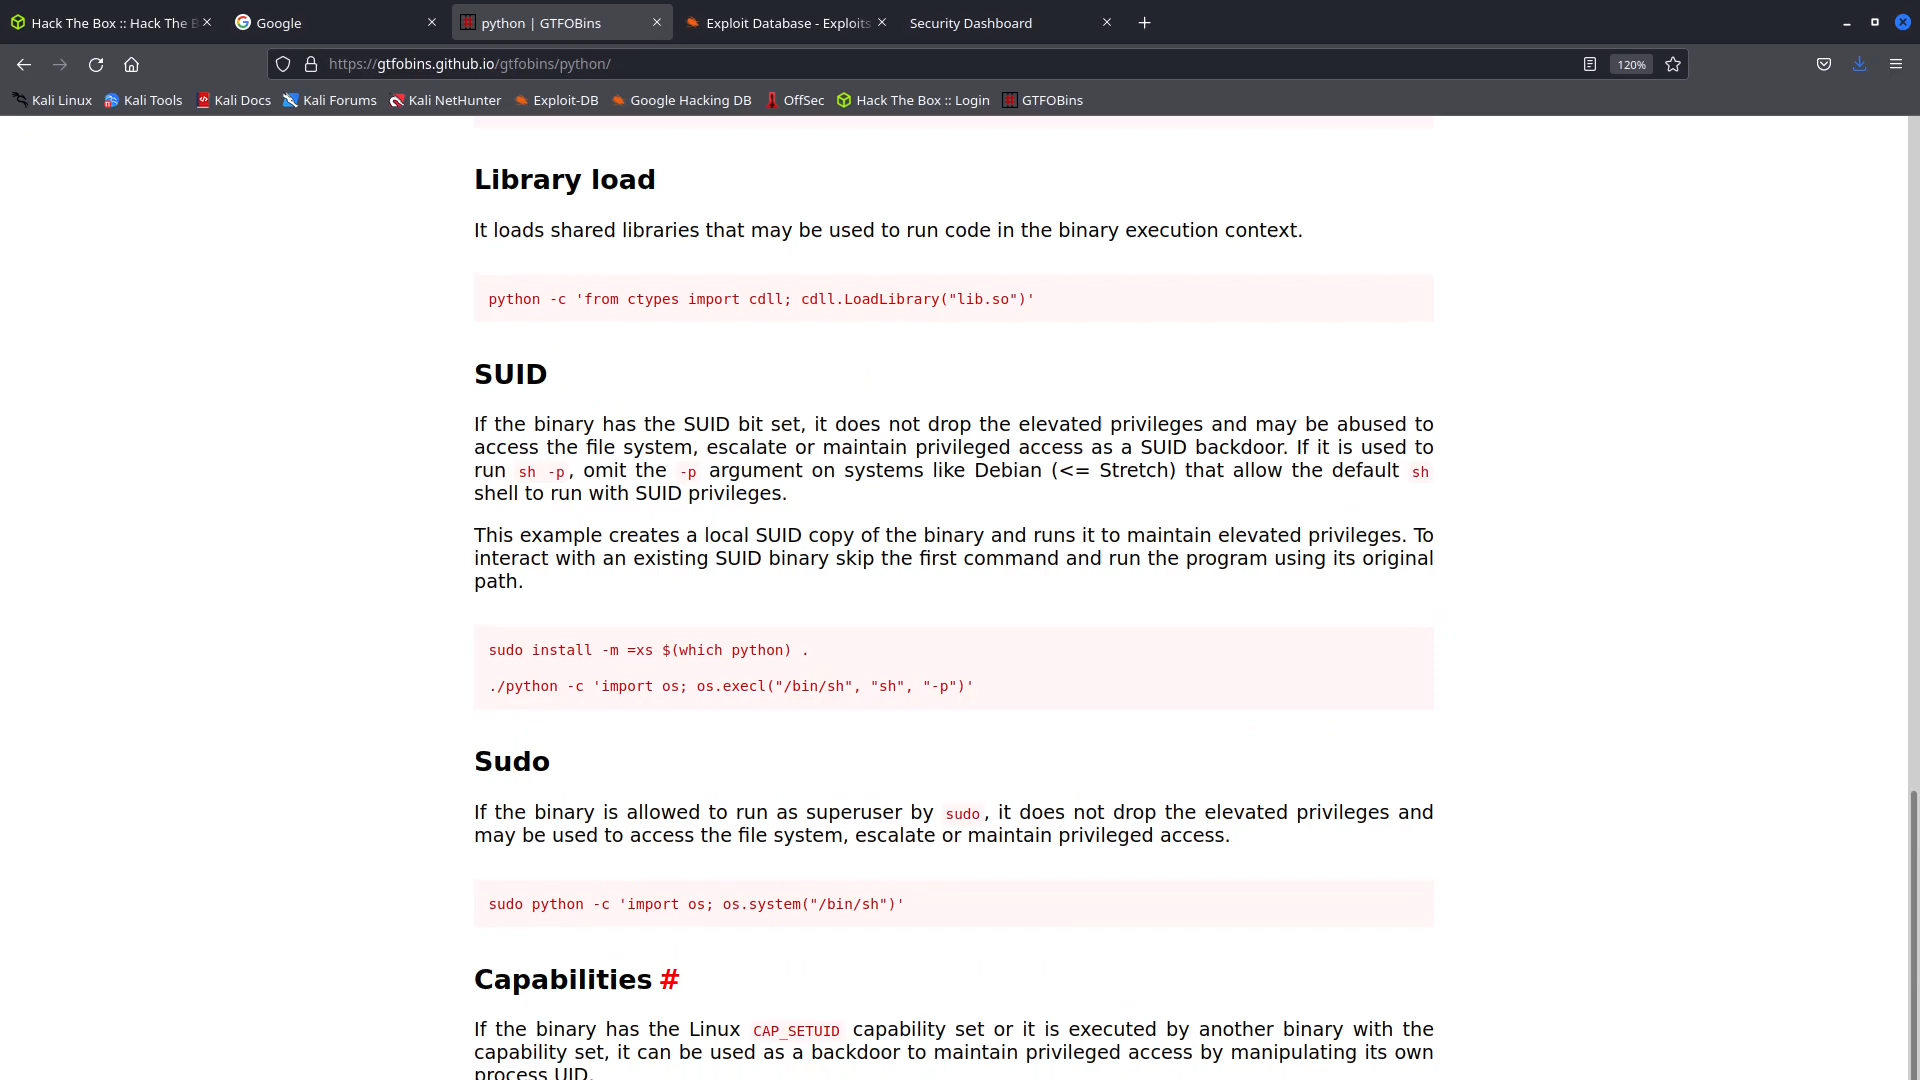 Hack The Box :: Hack The B
Google
python | GTFOBins
Exploit Database - Exploits
Security Dashboard
https://gtfobins.github.io/gtfobins/python/
120%
Kali Linux
Kali Tools
Kali Docs
Kali Forums
Kali NetHunter
Exploit-DB
Google Hacking DB
OffSec
Hack The Box :: Login
GTFOBins
Library load
It loads shared libraries that may be used to run code in the binary execution context.
python -c 'from ctypes import cdll; cdll.LoadLibrary("lib.so")'
SUID
If the binary has the SUID bit set, it does not drop the elevated privileges and may be abused to
access the file system, escalate or maintain privileged access as a SUID backdoor. If it is used to
run sh -p, omit the -p argument on systems like Debian (<= Stretch) that allow the default sh
shell to run with SUID privileges.
This example creates a local SUID copy of the binary and runs it to maintain elevated privileges. To
interact with an existing SUID binary skip the first command and run the program using its original
path.
sudo install -m =xs $(which python) .
./python -c 'import os; os.execl("/bin/sh", "sh", "-p")'
Sudo
If the binary is allowed to run as superuser by sudo, it does not drop the elevated privileges and
may be used to access the file system, escalate or maintain privileged access.
sudo python -c 'import os; os.system("/bin/sh")'
Capabilities #
If the binary has the Linux CAP_SETUID capability set or it is executed by another binary with the
capability set, it can be used as a backdoor to maintain privileged access by manipulating its own
process UID.